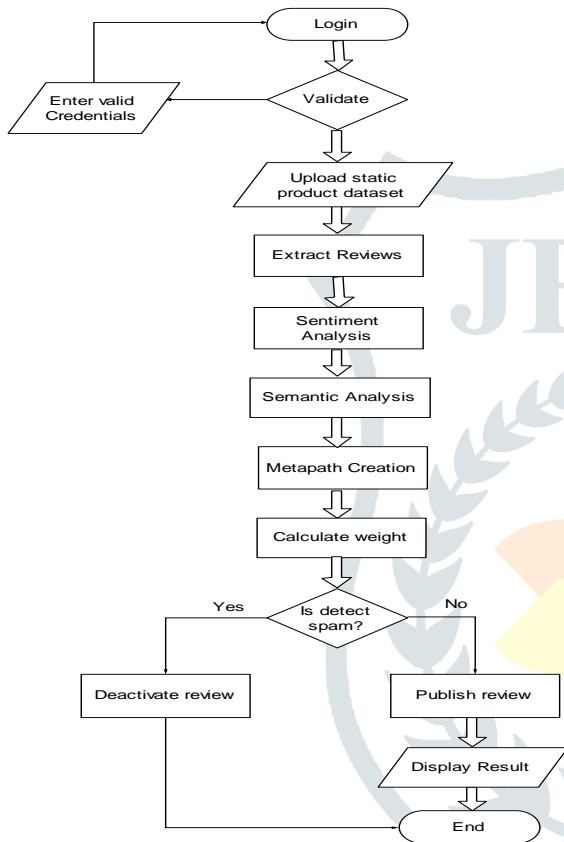 Login
Enter valid
Credentials
Validate
Upload static
product dataset
Extract Reviews
Sentiment
Analysis
Semantic Analysis
Metapath Creation
Calculate weight
Yes
Is detect
spam?
No
Deactivate review
Publish review
Display Result
End